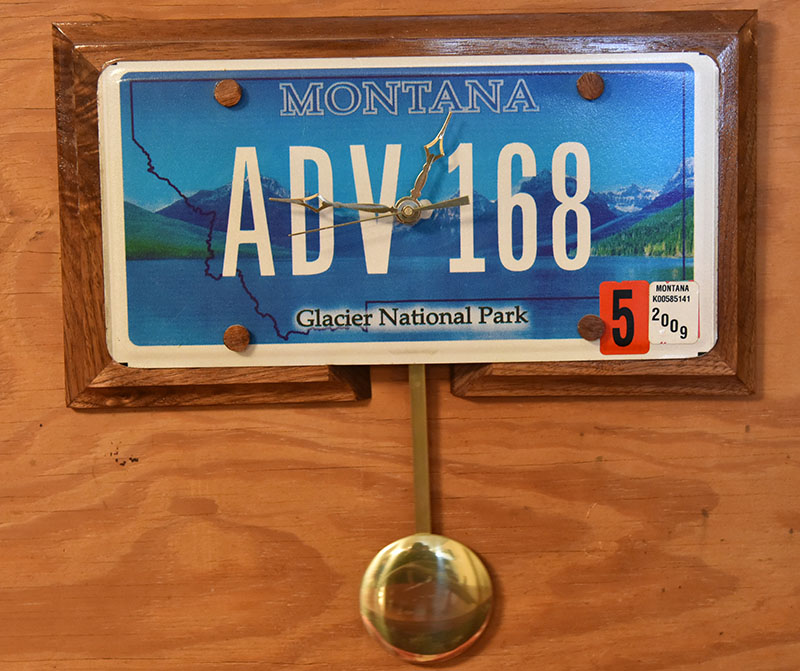 MONTANA
ADV·168
Glacier National Park
5
MONTANA
K00585141
2009